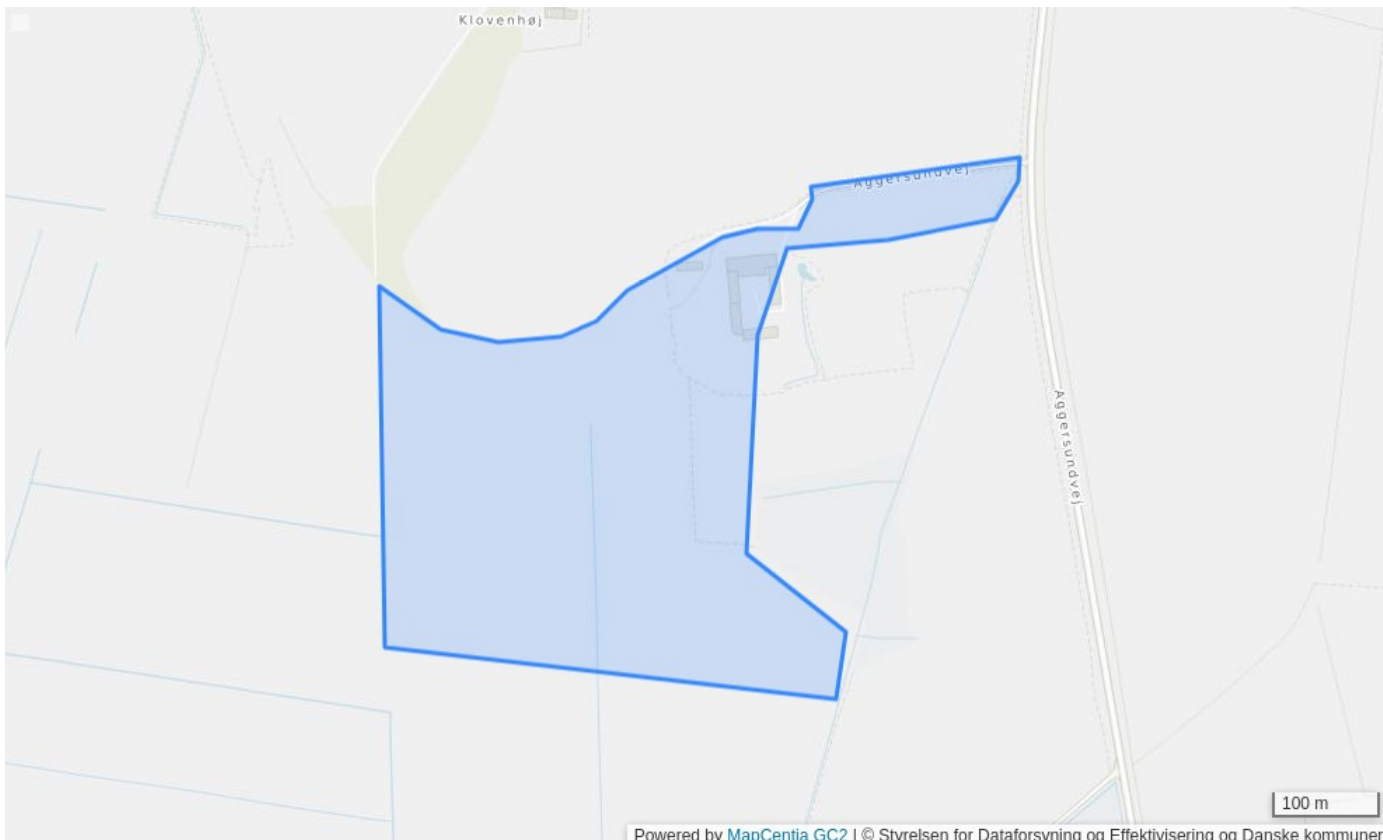 Klovenhøj
Aggersundvej
Aggersundvej
100 m
Powered by MapCentia GC2 | © Styrelsen for Dataforsyning og Effektivisering og Danske kommuner